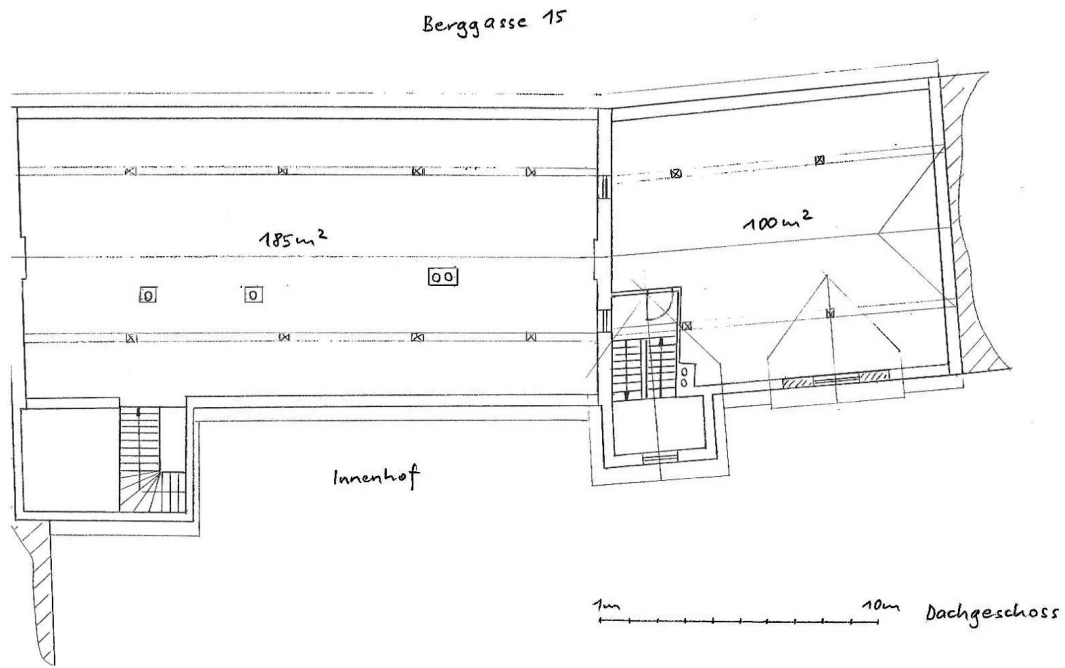 Berggasse 15
185m²
100m²
Innenhof
1m 10m Dachgeschoss